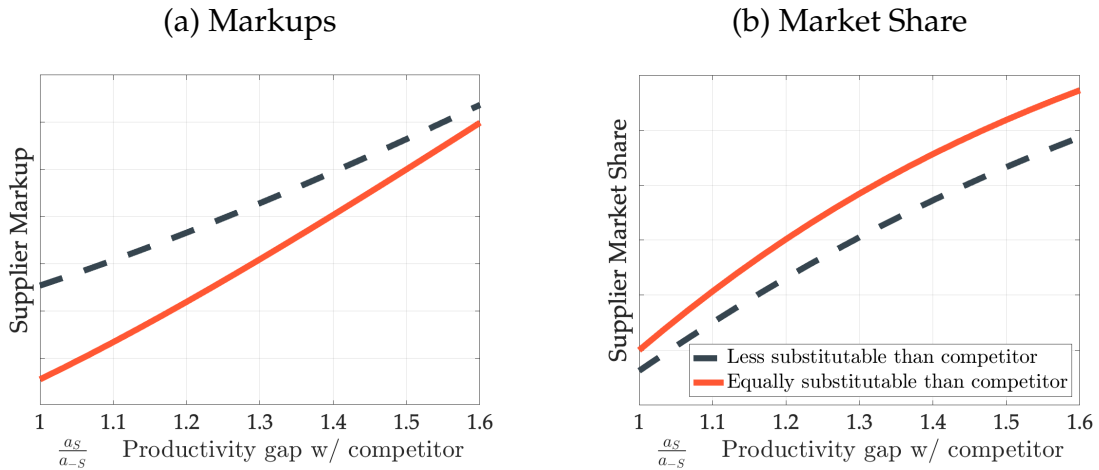 (a) Markups
Supplier Markup
1 1.1 1.2 1.3 1.4 1.5 1.6
a_S/a_{-S} Productivity gap w/ competitor
(b) Market Share
Supplier Market Share
Less substitutable than competitor
Equally substitutable than competitor
1 1.1 1.2 1.3 1.4 1.5 1.6
a_S/a_{-S} Productivity gap w/ competitor